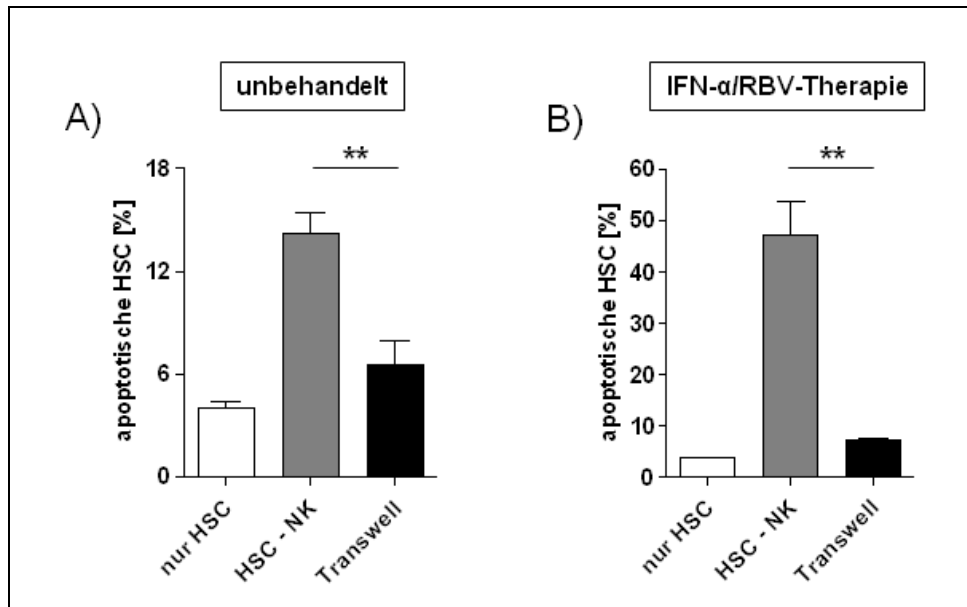 unbehandelt
A)
**
18
12
6
0
apoptotische HSC [%]
nur HSC
HSC - NK
Transwell
IFN-α/RBV-Therapie
B)
**
60
50
40
30
20
10
0
apoptotische HSC [%]
nur HSC
HSC - NK
Transwell